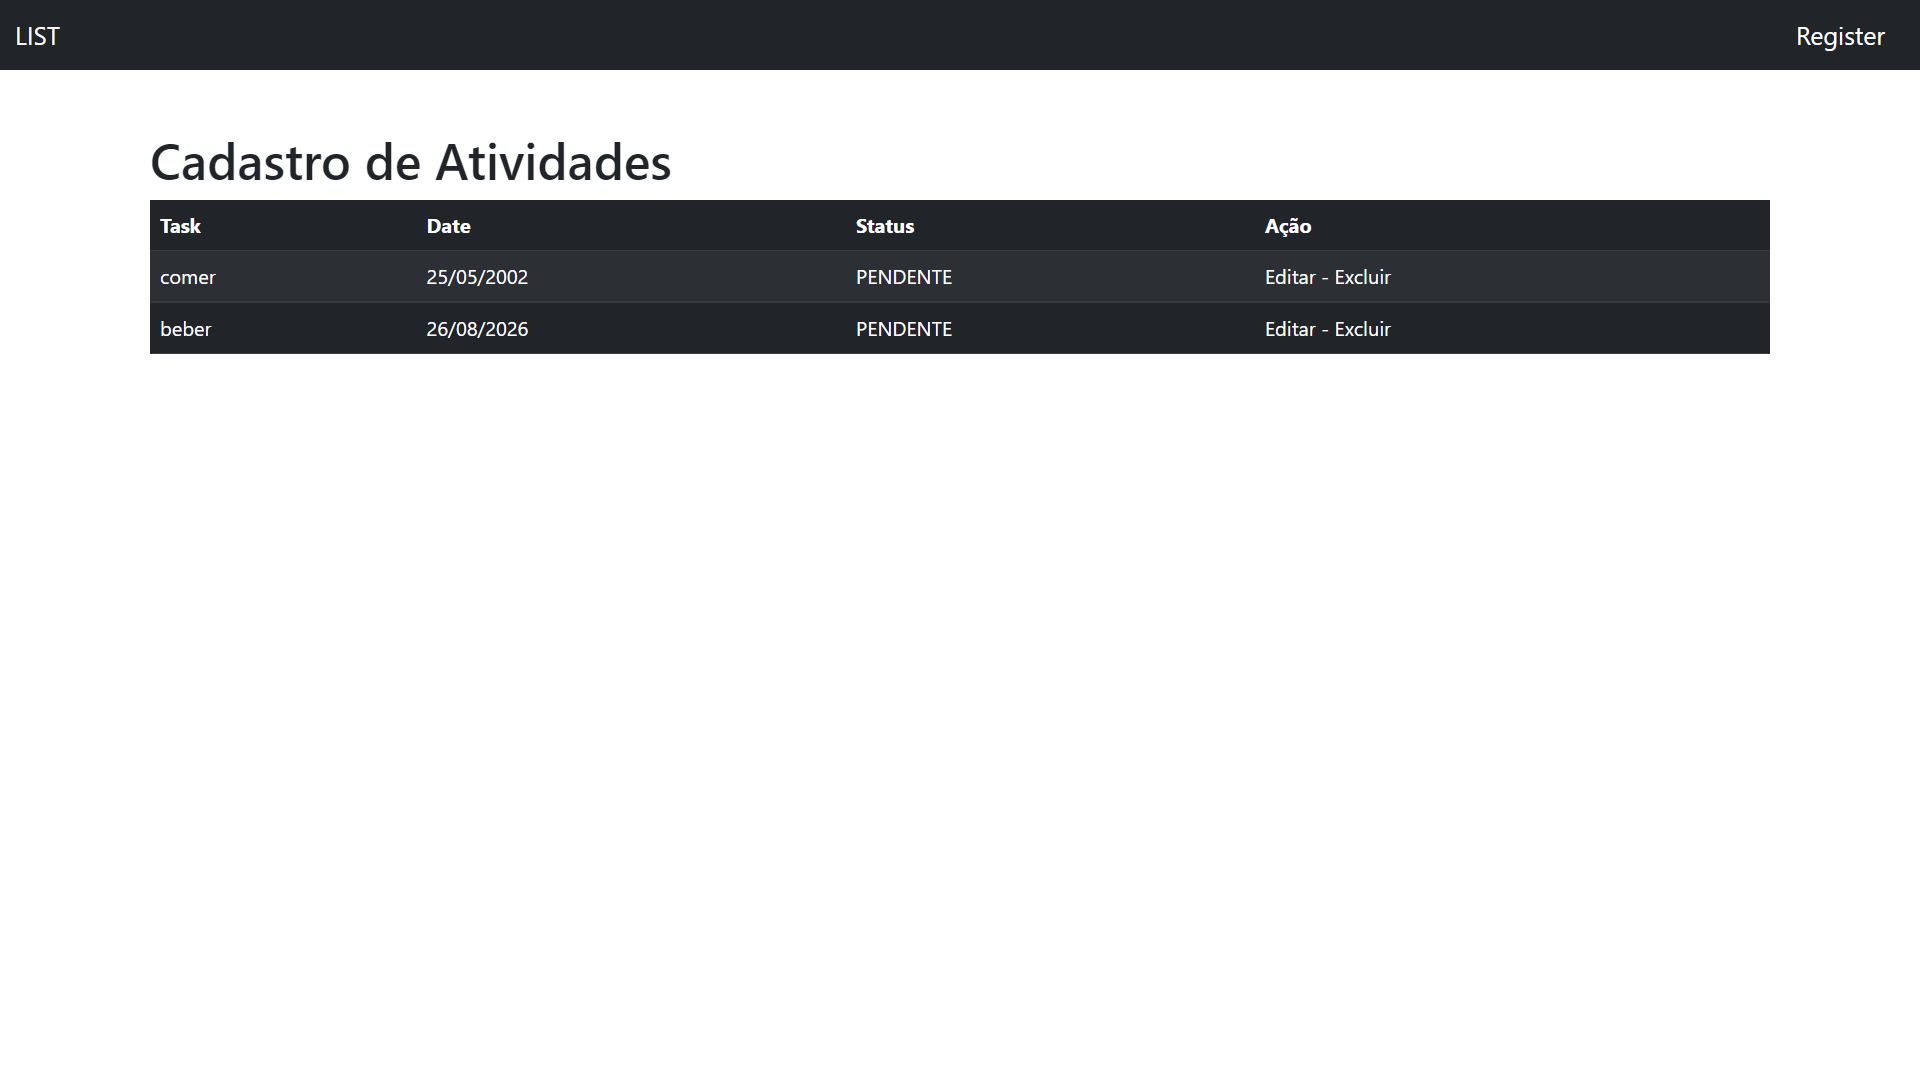 LIST Register
Cadastro de Atividades
Task Date Status Ação
comer 25/05/2002 PENDENTE Editar - Excluir
beber 26/08/2026 PENDENTE Editar - Excluir